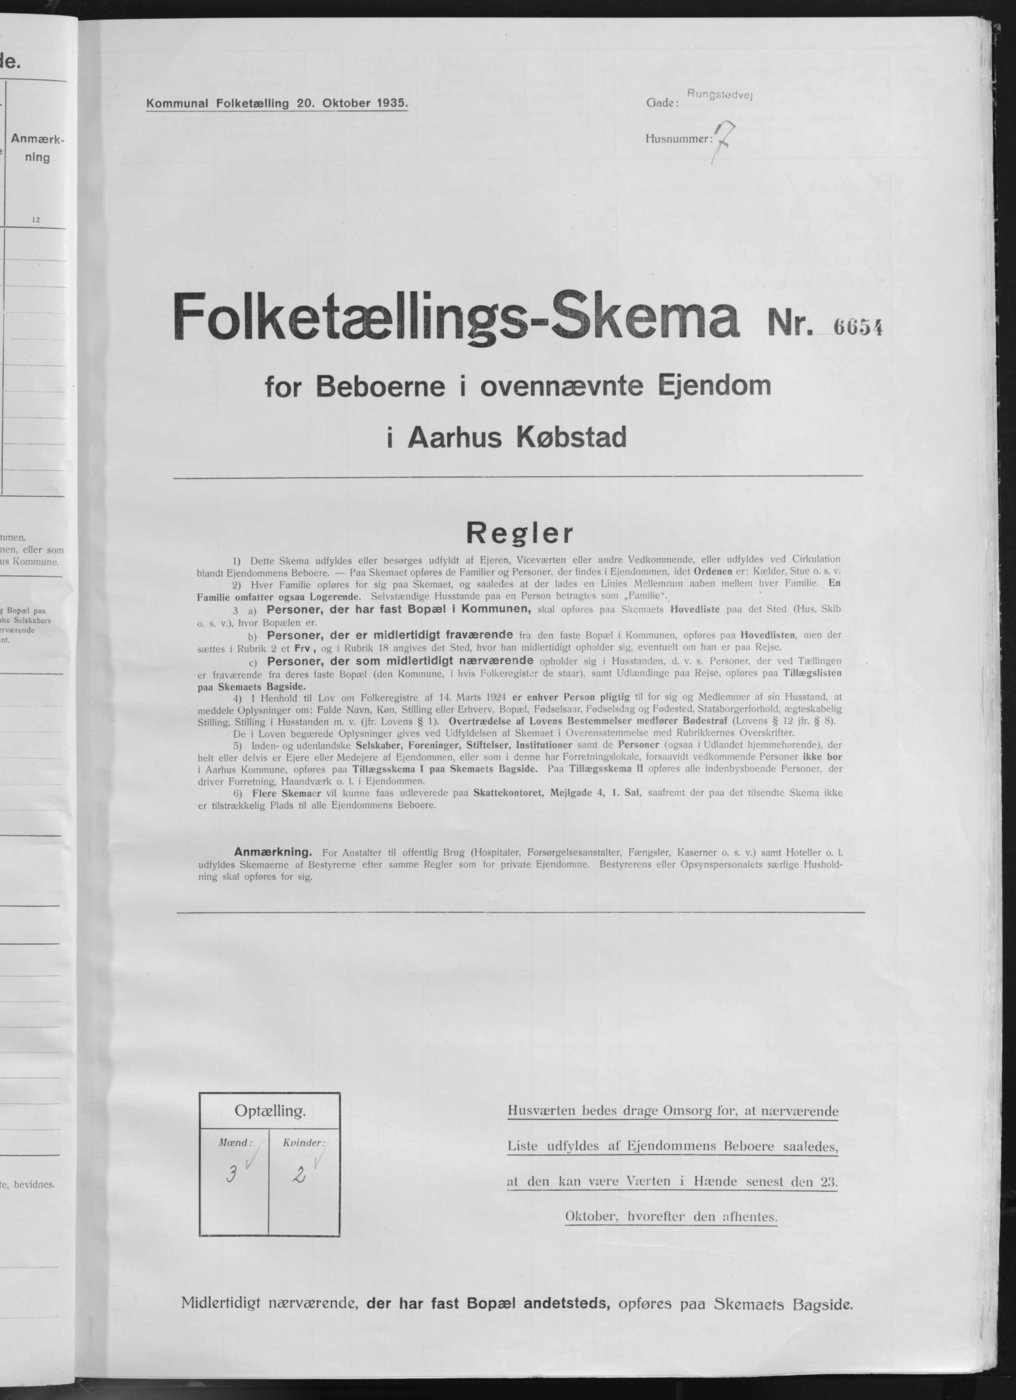 de.
Anmærk-
ning
12
mmen.
nen, eller som
us Kommune.
g Bopæl paa
ske Selskabers
ærværende
te, bevidnes.
Kommunal Folketælling 20. Oktober 1935.
Gade: Rungstedvej
Husnummer: 7
Folketællings-Skema Nr. 6654
for Beboerne i ovennævnte Ejendom
i Aarhus Købstad
Regler
1) Dette Skema udfyldes eller besørges udfyldt af Ejeren, Viceværten eller andre Vedkommende, eller udfyldes ved Cirkulation
blandt Ejendommens Beboere. — Paa Skemaet opføres de Familier og Personer, der findes i Ejendommen, idet Ordenen er: Kælder, Stue o. s. v.
2) Hver Familie opføres for sig paa Skemaet, og saaledes at der lades en Linies Mellemrum aaben mellem hver Familie. En
Familie omfatter ogsaa Logerende. Selvstændige Husstande paa en Person betragtes som „Familie".
3 a) Personer, der har fast Bopæl i Kommunen, skal opføres paa Skemaets Hovedliste paa det Sted (Hus, Skib
o. s. v.), hvor Bopælen er.
b) Personer, der er midlertidigt fraværende fra den faste Bopæl i Kommunen, opføres paa Hovedlisten, men der
sættes i Rubrik 2 et Frv., og i Rubrik 18 angives det Sted, hvor han midlertidigt opholder sig, eventuelt om han er paa Rejse.
c) Personer, der som midlertidigt nærværende opholder sig i Husstanden, d. v. s. Personer, der ved Tællingen
er fraværende fra deres faste Bopæl (den Kommune, i hvis Folkeregister de staar), samt Udlændinge paa Rejse, opføres paa Tillægslisten
paa Skemaets Bagside.
4) I Henhold til Lov om Folkeregistre af 14. Marts 1924 er enhver Person pligtig til for sig og Medlemmer af sin Husstand, at
meddele Oplysninger om: Fulde Navn, Køn, Stilling eller Erhverv, Bopæl, Fødselsaar, Fødselsdag og Fødested, Statsborgerforhold, ægteskabelig
Stilling, Stilling i Husstanden m. v. (jfr. Lovens § 1). Overtrædelse af Lovens Bestemmelser medfører Bødestraf (Lovens § 12 jfr. § 8).
De i Loven begærede Oplysninger gives ved Udfyldelsen af Skemaet i Overensstemmelse med Rubrikkernes Overskrifter.
5) Inden- og udenlandske Selskaber, Foreninger, Stiftelser, Institutioner samt de Personer (ogsaa i Udlandet hjemmehørende), der
helt eller delvis er Ejere eller Medejere af Ejendommen, eller som i denne har Forretningslokale, forsaavidt vedkommende Personer ikke bor
i Aarhus Kommune, opføres paa Tillægsskema I paa Skemaets Bagside. Paa Tillægsskema II opføres alle indenbysboende Personer, der
driver Forretning, Haandværk o. l. i Ejendommen.
6) Flere Skemaer vil kunne faas udleverede paa Skattekontoret, Mejlgade 4, 1. Sal, saafremt der paa det tilsendte Skema ikke
er tilstrækkelig Plads til alle Ejendommens Beboere.
Anmærkning. For Anstalter til offentlig Brug (Hospitaler, Forsørgelsesanstalter, Fængsler, Kaserner o. s. v.) samt Hoteller o. l.
udfyldes Skemaerne af Bestyrerne efter samme Regler som for private Ejendomme. Bestyrerens eller Opsynspersonalets særlige Hushold-
ning skal opføres for sig.
Optælling.
Mænd: Kvinder:
3 2
Husværten bedes drage Omsorg for, at nærværende
Liste udfyldes af Ejendommens Beboere saaledes,
at den kan være Værten i Hænde senest den 23.
Oktober, hvorefter den afhentes.
Midlertidigt nærværende, der har fast Bopæl andetsteds, opføres paa Skemaets Bagside.